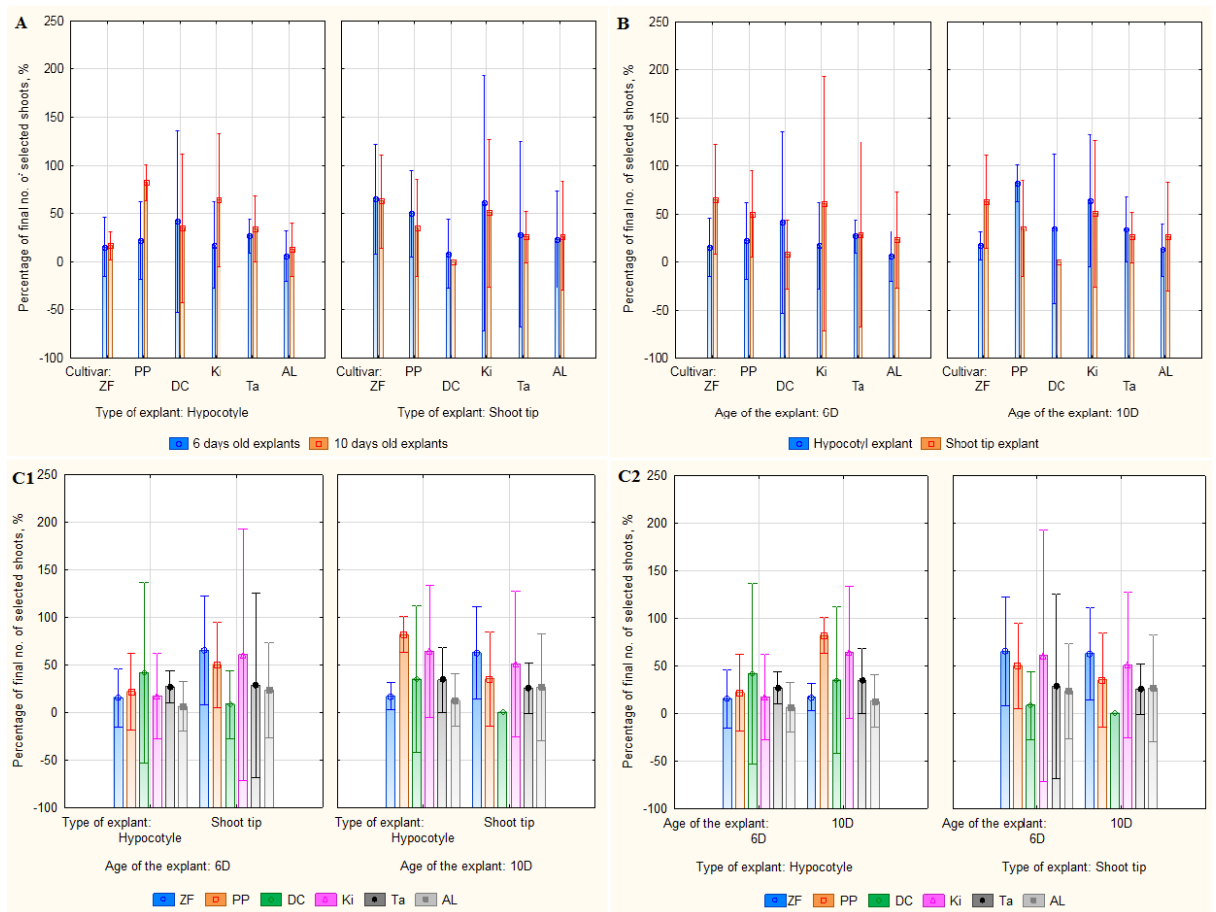 A
B
Percentage of final no. of selected shoots, %
250
200
150
100
50
0
-50
-100
Cultivar: PP Ki AL
ZF DC Ta
Type of explant: Hypocotyle
Cultivar: PP Ki AL
ZF DC Ta
Type of explant: Shoot tip
6 days old explants 10 days old explants
Percentage of final no. of selected shoots, %
250
200
150
100
50
0
-50
-100
Cultivar: PP Ki AL
ZF DC Ta
Age of the explant: 6D
Cultivar: PP Ki AL
ZF DC Ta
Age of the explant: 10D
Hypocotyl explant Shoot tip explant
C1
Percentage of final no. of selected shoots, %
250
200
150
100
50
0
-50
-100
Type of explant: Shoot tip
Hypocotyle
Age of the explant: 6D
Type of explant: Shoot tip
Hypocotyle
Age of the explant: 10D
ZF PP DC Ki Ta AL
C2
Percentage of final no. of selected shoots, %
250
200
150
100
50
0
-50
-100
Age of the explant: 10D
6D
Type of explant: Hypocotyle
Age of the explant: 10D
6D
Type of explant: Shoot tip
ZF PP DC Ki Ta AL